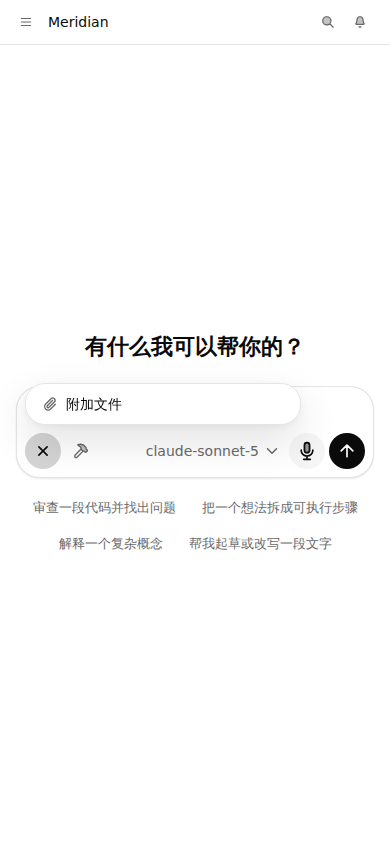 Meridian
有什么我可以帮你的？
附加文件
claude-sonnet-5
审查一段代码并找出问题
把一个想法拆成可执行步骤
解释一个复杂概念
帮我起草或改写一段文字